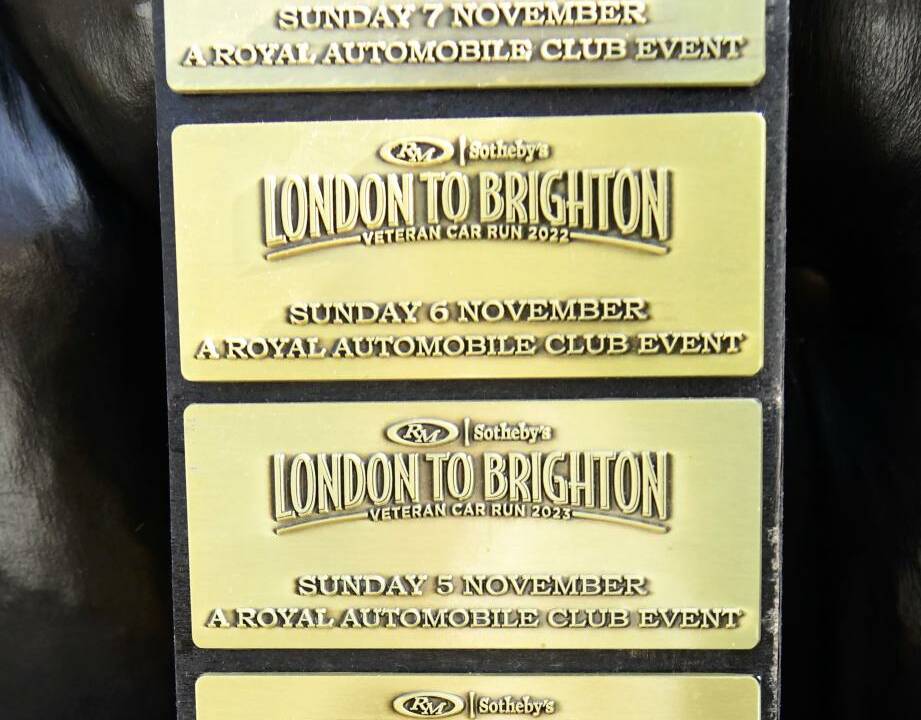 SUNDAY 7 NOVEMBER
A ROYAL AUTOMOBILE CLUB EVENT
RM | Sotheby's
LONDON TO BRIGHTON
VETERAN CAR RUN 2022
SUNDAY 6 NOVEMBER
A ROYAL AUTOMOBILE CLUB EVENT
RM | Sotheby's
LONDON TO BRIGHTON
VETERAN CAR RUN 2023
SUNDAY 5 NOVEMBER
A ROYAL AUTOMOBILE CLUB EVENT
RM | Sotheby's